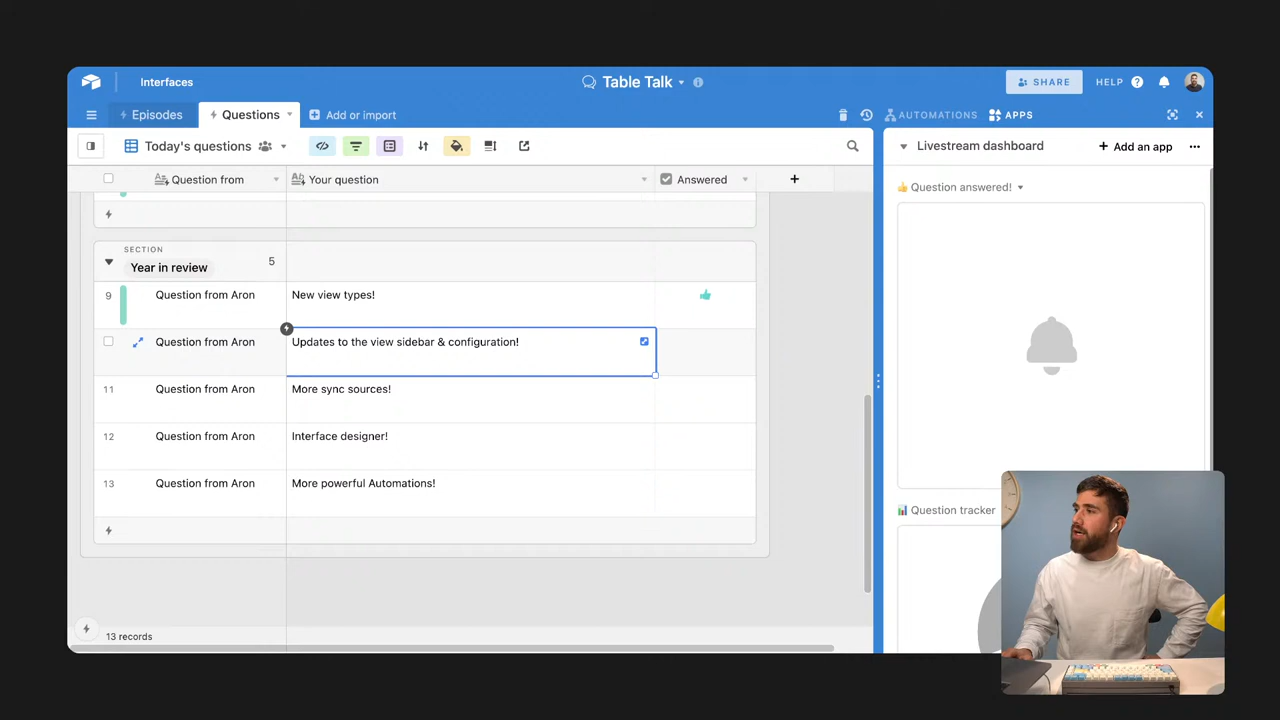 Interfaces
Table Talk
SHARE
HELP
Episodes
Questions
Add or import
AUTOMATIONS
APPS
Today's questions
Livestream dashboard
Add an app
Question from
Your question
Answered
👍 Question answered!
SECTION
Year in review
5
9
Question from Aron
New view types!
Question from Aron
Updates to the view sidebar & configuration!
11
Question from Aron
More sync sources!
12
Question from Aron
Interface designer!
13
Question from Aron
More powerful Automations!
📊 Question tracker
13 records